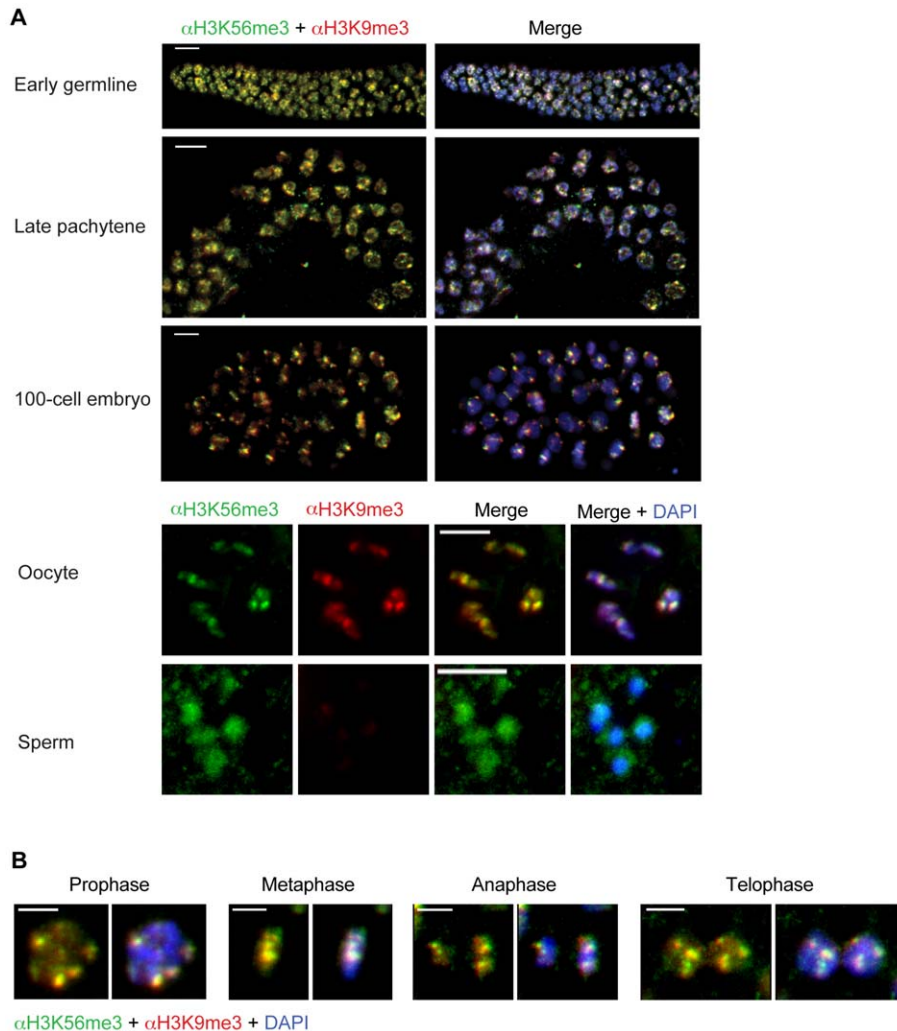 A
αH3K56me3 + αH3K9me3
Merge
Early germline
Late pachytene
100-cell embryo
αH3K56me3
αH3K9me3
Merge
Merge + DAPI
Oocyte
Sperm
B
Prophase
Metaphase
Anaphase
Telophase
αH3K56me3 + αH3K9me3 + DAPI